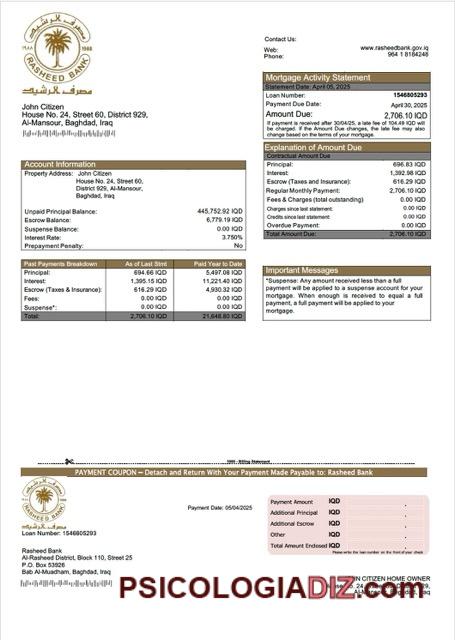 مصرف الرشيد
١٩٨٨ 1988
RASHEED BANK
Contact Us:
Web: www.rasheedbank.gov.iq
Phone: 964 1 8184248
John Citizen
House No. 24, Street 60, District 929,
Al-Mansour, Baghdad, Iraq
Mortgage Activity Statement
Statement Date: April 05, 2025
Loan Number: 1546805293
Payment Due Date: April 30, 2025
Amount Due: 2,706.10 IQD
If payment is received after 30/04/25, a late fee of 104.49 IQD will
be charged. If the Amount Due changes, the late fee may also
change based on terms of your mortgage.
Explanation of Amount Due
Contractual Amount Due
Principal: 696.83 IQD
Interest: 1,392.98 IQD
Escrow (Taxes and Insurance): 616.29 IQD
Regular Monthly Payment: 2,706.10 IQD
Fees & Charges (total outstanding) 0.00 IQD
Charges since last statement: 0.00 IQD
Credits since last statement: 0.00 IQD
Overdue Payment: 0.00 IQD
Total Amount Due: 2,706.10 IQD
Account Information
Property Address: John Citizen
House No. 24, Street 60,
District 929, Al-Mansour,
Baghdad, Iraq
Unpaid Principal Balance: 445,752.92 IQD
Escrow Balance: 6,779.19 IQD
Suspense Balance: 0.00 IQD
Interest Rate: 3.750%
Prepayment Penalty: No
Past Payments Breakdown As of Last Stmt Paid Year to Date
Principal: 694.66 IQD 5,497.08 IQD
Interest: 1,395.15 IQD 11,221.40 IQD
Escrow (Taxes & Insurance): 616.29 IQD 4,930.32 IQD
Fees: 0.00 IQD 0.00 IQD
Suspense*: 0.00 IQD 0.00 IQD
Total: 2,706.10 IQD 21,648.80 IQD
Important Messages
*Suspense: Any amount received less than a full
payment will be applied to a suspense account for your
mortgage. When enough is received to equal a full
payment, a full payment will be applied to your
mortgage.
Billing Statement
PAYMENT COUPON – Detach and Return With Your Payment Made Payable to: Rasheed Bank
مصرف الرشيد
RASHEED BANK
Loan Number: 1546805293
Payment Date: 05/04/2025
Payment Amount IQD .
Additional Principal IQD .
Additional Escrow IQD .
Other IQD .
Total Amount Enclosed IQD .
Please write the loan number on the front of your check
Rasheed Bank
Al-Rasheed District, Block 110, Street 25
P.O. Box 53926
Bab Al-Muadham, Baghdad, Iraq
CITIZEN HOME OWNER
PSICOLOGIADIZ.com